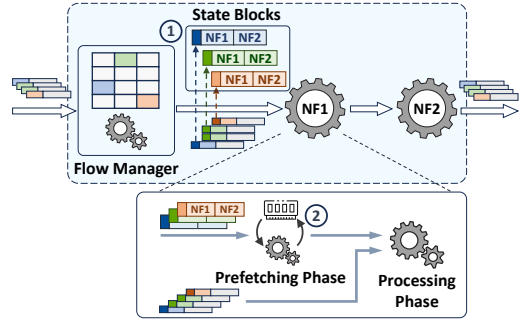 State Blocks
1
NF1 NF2
NF1 NF2
NF1 NF2
NF1
NF2
Flow Manager
NF1 NF2
2
Prefetching Phase
Processing
Phase